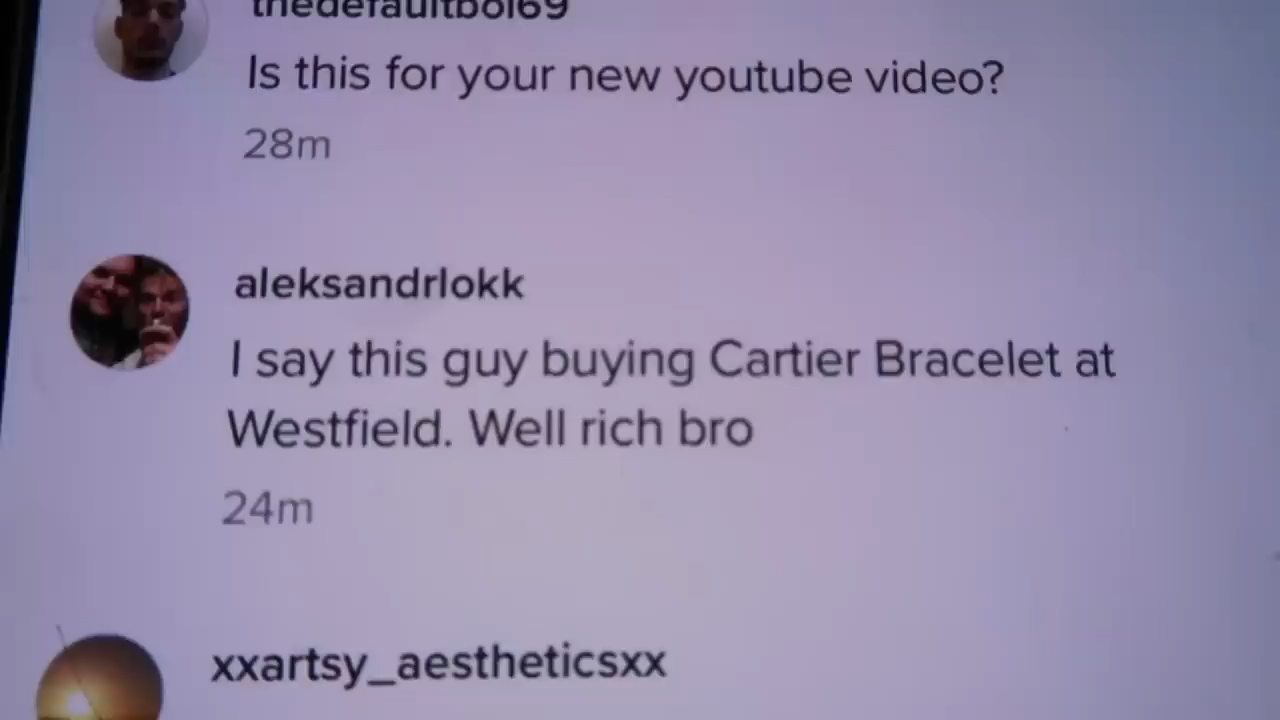 thedefaultboi69
Is this for your new youtube video?
28m
aleksandrlokk
I say this guy buying Cartier Bracelet at
Westfield. Well rich bro
24m
xxartsy_aestheticsxx